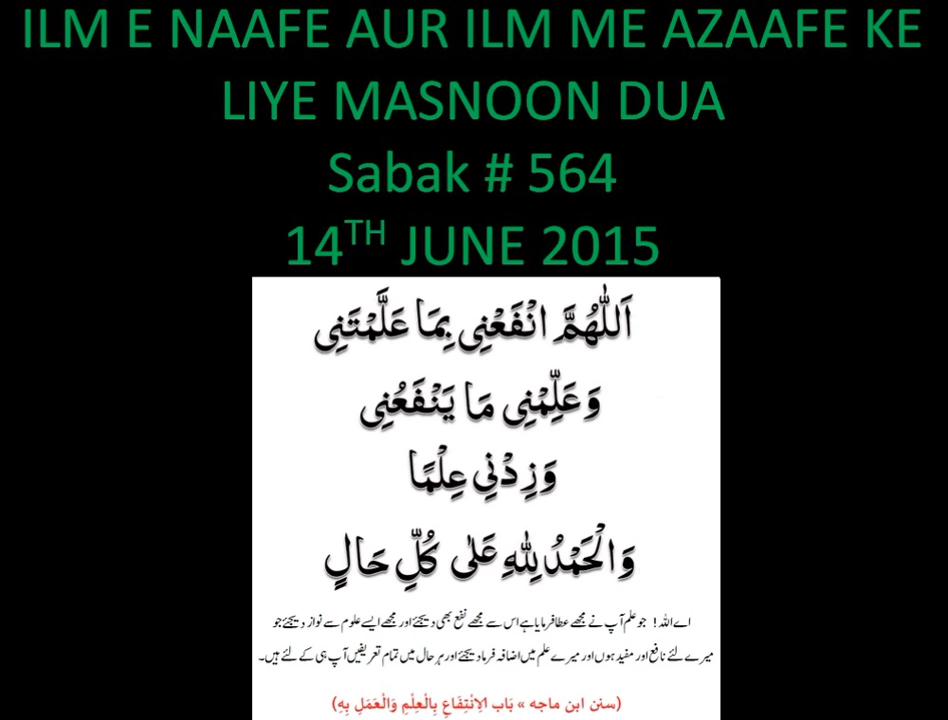 ILM E NAAFE AUR ILM ME AZAAFE KE
LIYE MASNOON DUA
Sabak # 564
14TH JUNE 2015
اَللّٰهُمَّ انْفَعْنِی بِمَا عَلَّمْتَنِی
وَعَلِّمْنِی مَا یَنْفَعُنِی
وَزِدْنِی عِلْمًا
وَالْحَمْدُ لِلّٰهِ عَلٰی كُلِّ حَالٍ
اے اللہ! جو علم آپ نے مجھے عطا فرمایا ہے اس سے مجھے نفع بھی دیجئے اور مجھے ایسے علوم سے نواز دیجئے جو
میرے لئے نافع اور مفید ہوں اور میرے علم میں اضافہ فرما دیجئے اور ہر حال میں تمام تعریفیں آپ ہی کے لئے ہیں۔
(سنن ابن ماجه » بَاب الِانْتِفَاعِ بِالْعِلْمِ وَالْعَمَلِ بِهِ)